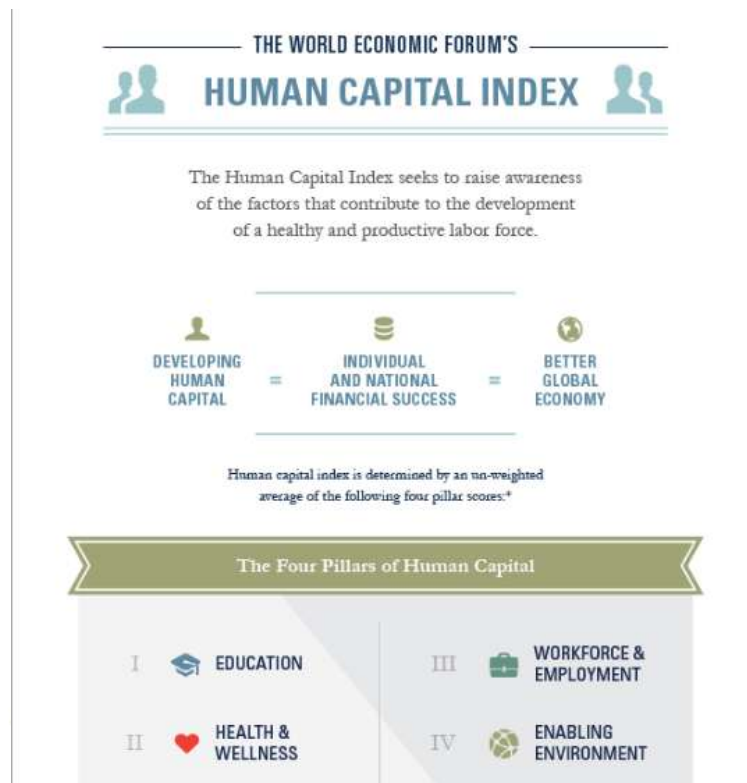 THE WORLD ECONOMIC FORUM'S
HUMAN CAPITAL INDEX
The Human Capital Index seeks to raise awareness
of the factors that contribute to the development
of a healthy and productive labor force.
DEVELOPING
HUMAN
CAPITAL
=
INDIVIDUAL
AND NATIONAL
FINANCIAL SUCCESS
=
BETTER
GLOBAL
ECONOMY
Human capital index is determined by an un-weighted
average of the following four pillar scores:*
The Four Pillars of Human Capital
I EDUCATION
II HEALTH &
WELLNESS
III WORKFORCE &
EMPLOYMENT
IV ENABLING
ENVIRONMENT